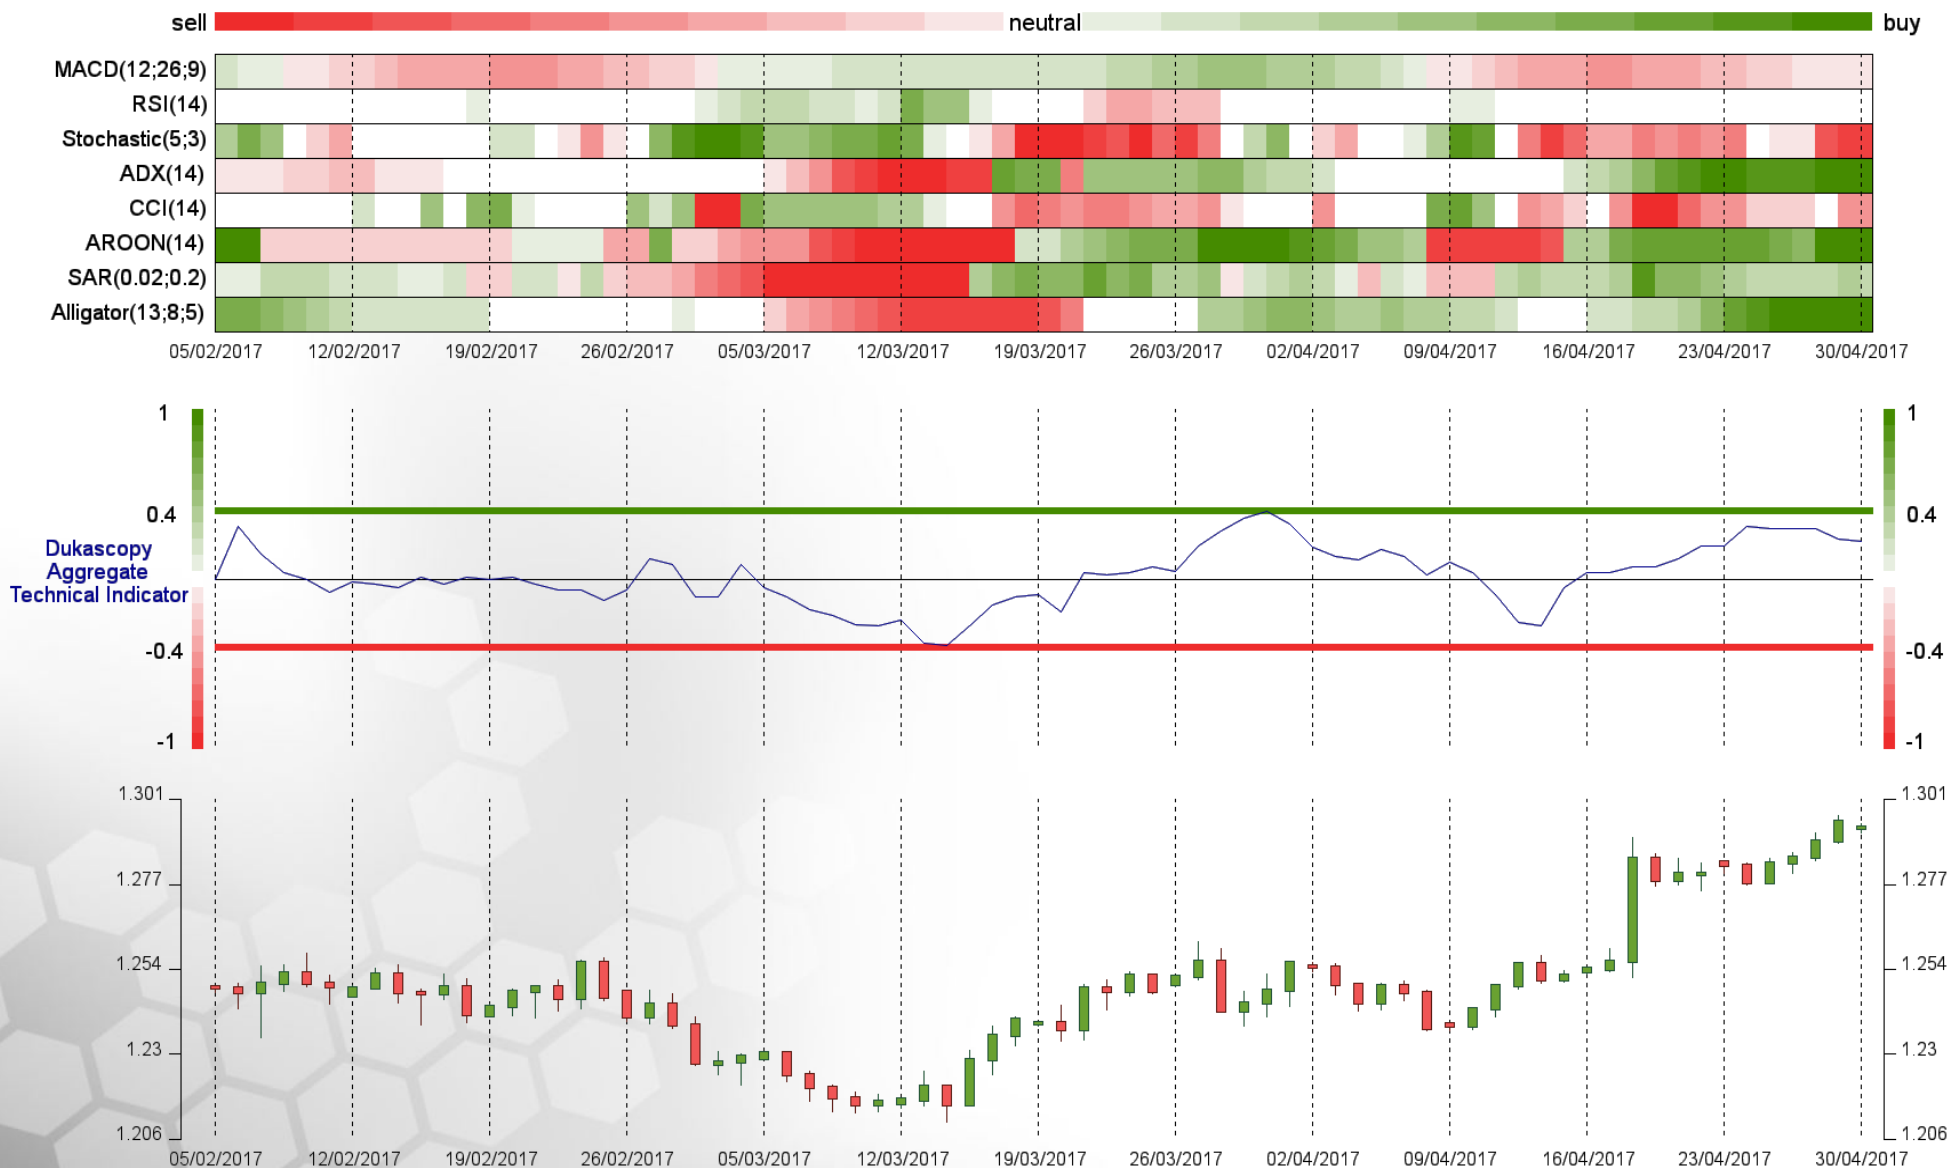 sell neutral buy
MACD(12;26;9)
RSI(14)
Stochastic(5;3)
ADX(14)
CCI(14)
AROON(14)
SAR(0.02;0.2)
Alligator(13;8;5)
05/02/2017 12/02/2017 19/02/2017 26/02/2017 05/03/2017 12/03/2017 19/03/2017 26/03/2017 02/04/2017 09/04/2017 16/04/2017 23/04/2017 30/04/2017
1 1
0.4 0.4
Dukascopy
Aggregate
Technical Indicator
-0.4 -0.4
-1 -1
1.301 1.301
1.277 1.277
1.254 1.254
1.23 1.23
1.206 1.206
05/02/2017 12/02/2017 19/02/2017 26/02/2017 05/03/2017 12/03/2017 19/03/2017 26/03/2017 02/04/2017 09/04/2017 16/04/2017 23/04/2017 30/04/2017